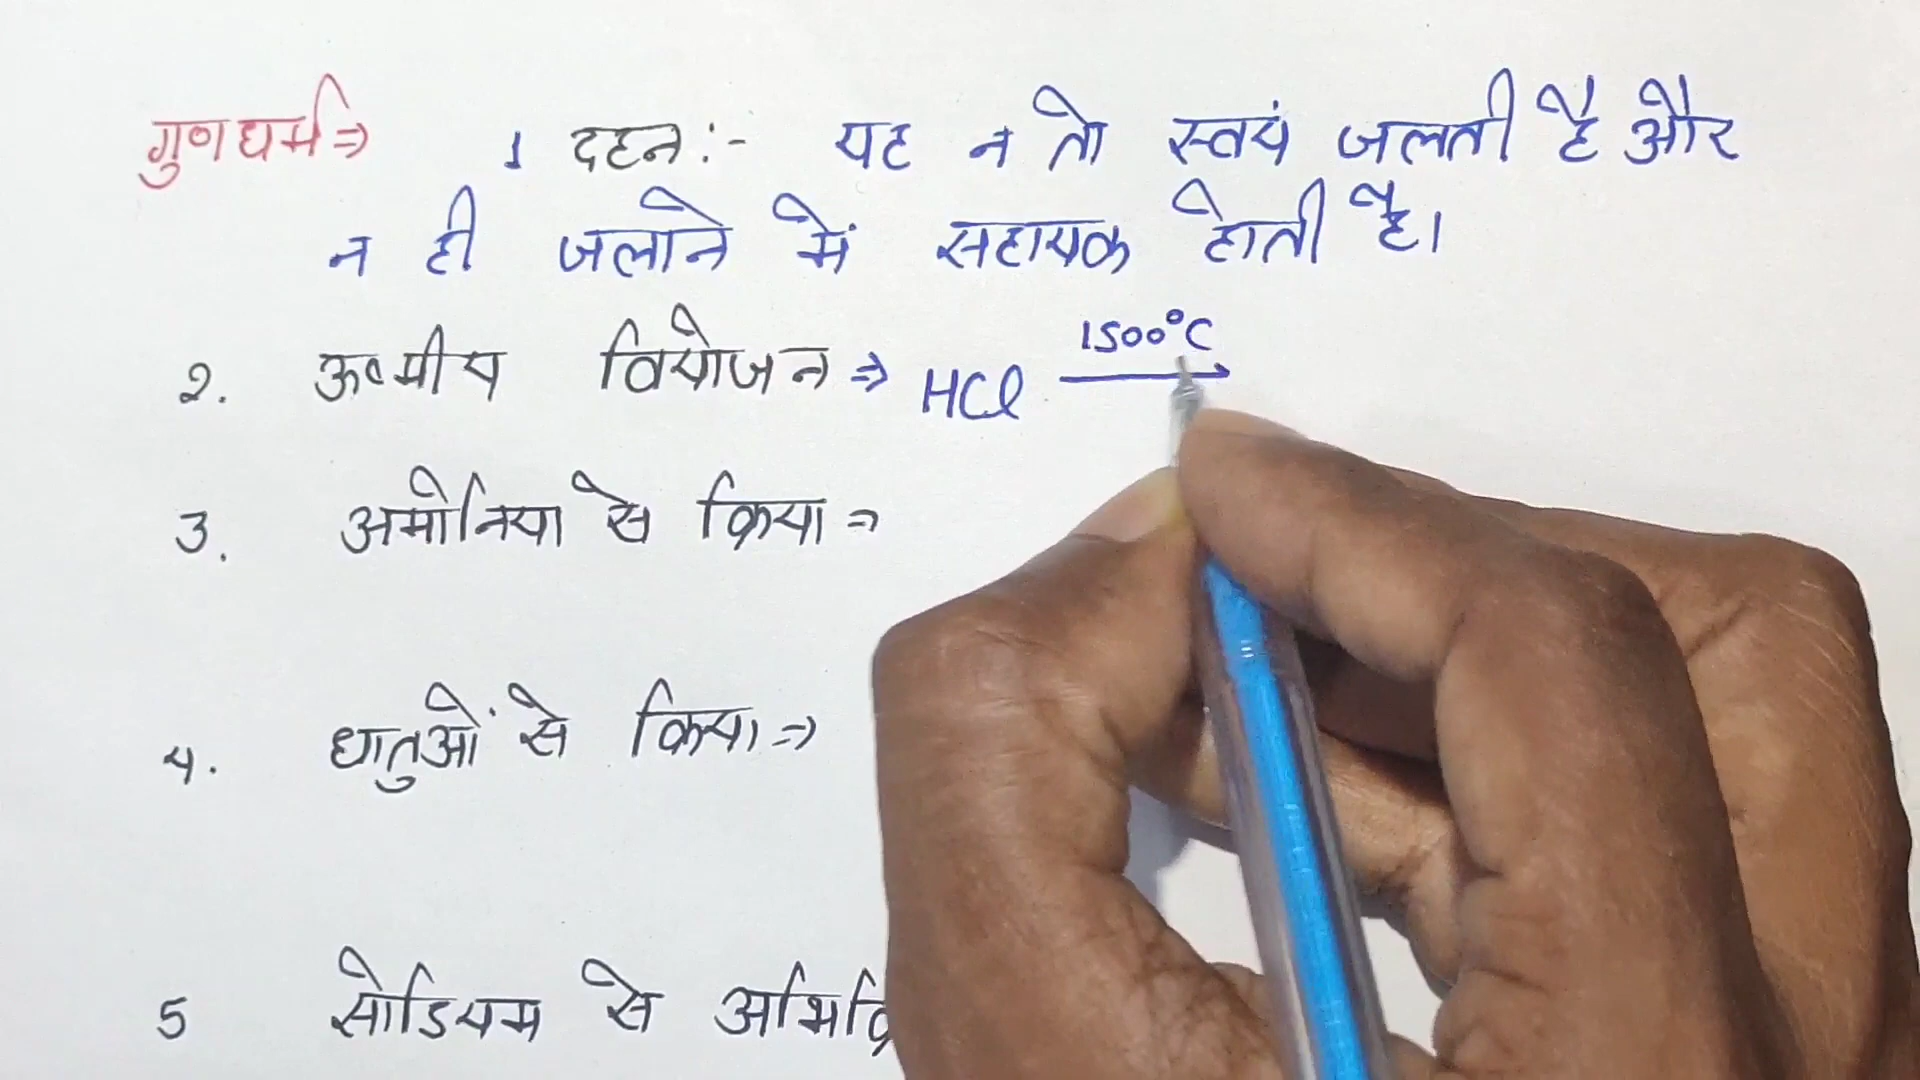 गुणधर्म⇒ 1 दहन:- यह न तो स्वयं जलती है और
न ही जलाने में सहायक होती है।
2. ऊष्मीय वियोजन ⇒ HCl 1500°C →
3. अमोनिया से क्रिया ⇒
4. धातुओं से क्रिया ⇒
5 सोडियम से